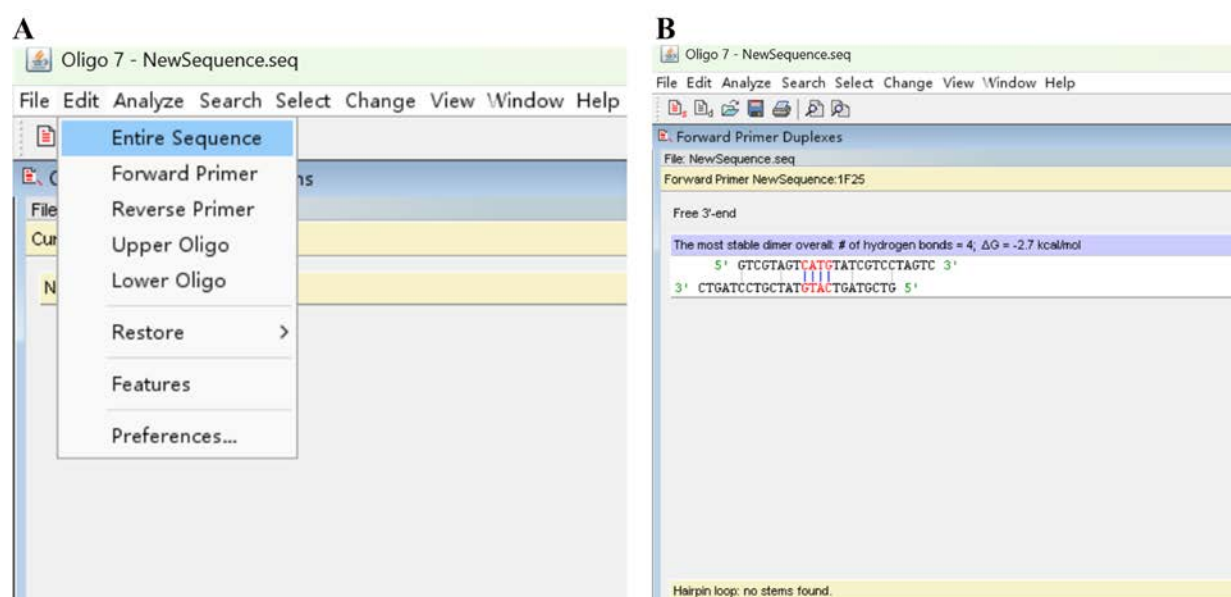 A
Oligo 7 - NewSequence.seq
File Edit Analyze Search Select Change View Window Help
Entire Sequence
Forward Primer
Reverse Primer
Upper Oligo
Lower Oligo
Restore >
Features
Preferences...
ns
File
Cur
N
B
Oligo 7 - NewSequence.seq
File Edit Analyze Search Select Change View Window Help
Forward Primer Duplexes
File: NewSequence.seq
Forward Primer NewSequence:1F25
Free 3'-end
The most stable dimer overall: # of hydrogen bonds = 4; ΔG = -2.7 kcal/mol
5' GTCGTAGTCATGTATCGTCCTAGTC 3'
3' CTGATCCTGCTATGTACTGATGCTG 5'
Hairpin loop: no stems found.